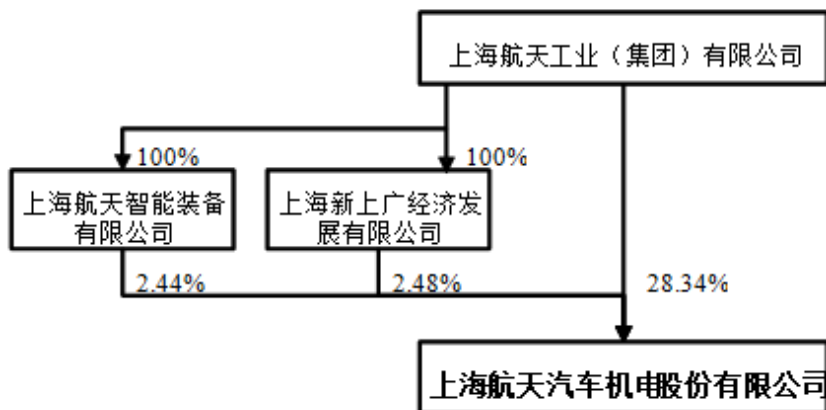 上海航天工业（集团）有限公司
100%
100%
上海航天智能装备
有限公司
上海新上广经济发
展有限公司
2.44%
2.48%
28.34%
上海航天汽车机电股份有限公司